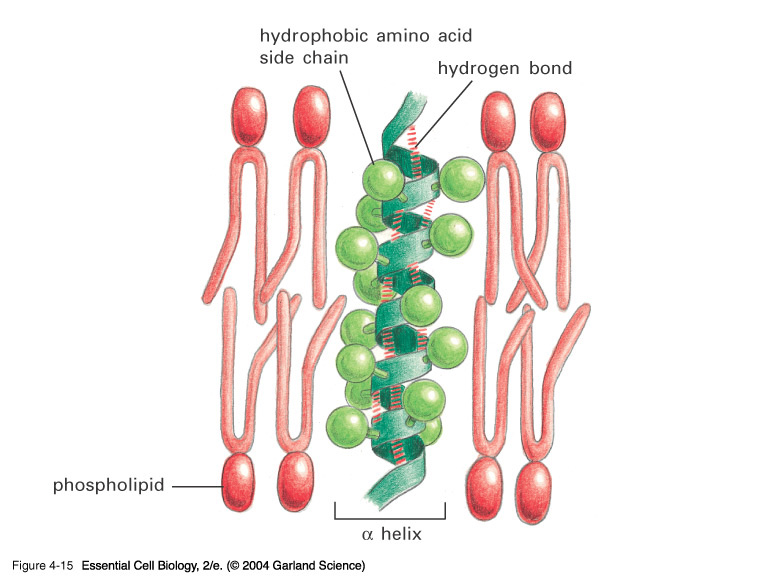 hydrophobic amino acid
side chain
hydrogen bond
phospholipid
α helix
Figure 4-15 Essential Cell Biology, 2/e. (© 2004 Garland Science)